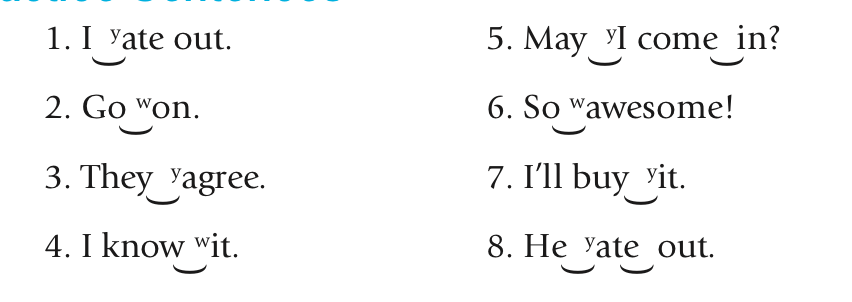 1. I ʸate out.
2. Go ʷon.
3. They ʸagree.
4. I know ʷit.
5. May ʸI come in?
6. So ʷawesome!
7. I’ll buy ʸit.
8. He ʸate out.